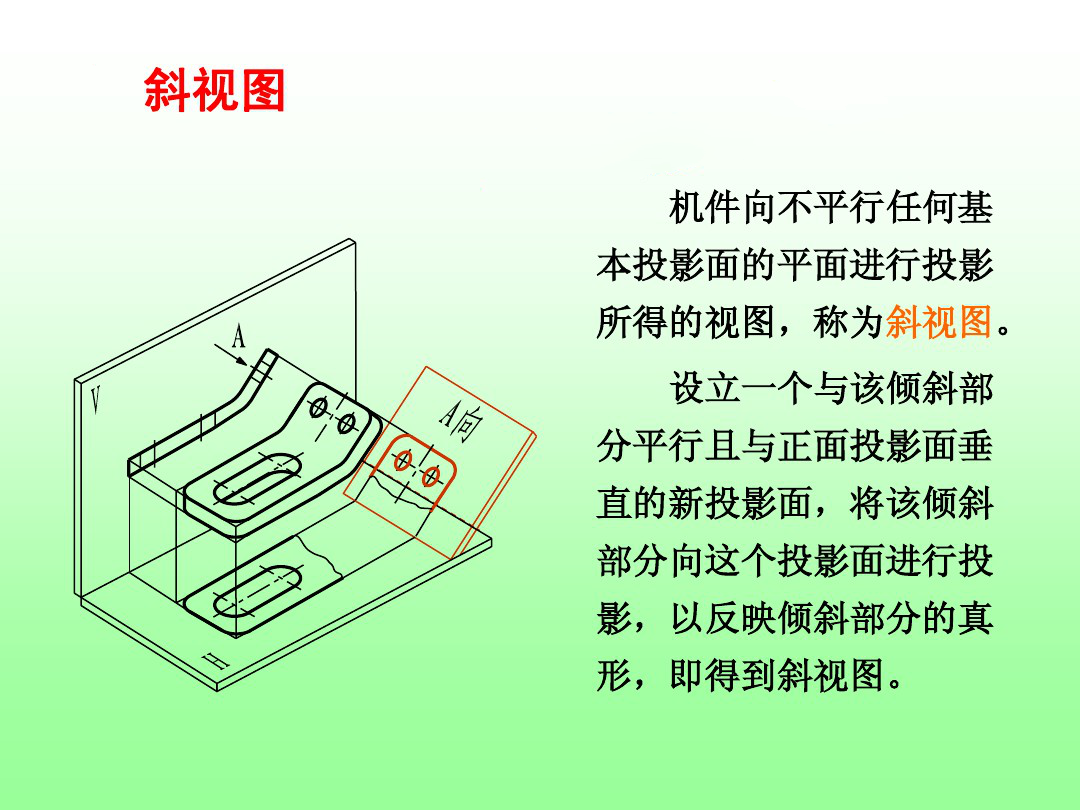 斜视图
机件向不平行任何基
本投影面的平面进行投影
所得的视图，称为斜视图。
设立一个与该倾斜部
分平行且与正面投影面垂
直的新投影面，将该倾斜
部分向这个投影面进行投
影，以反映倾斜部分的真
形，即得到斜视图。
A
V
A向
H